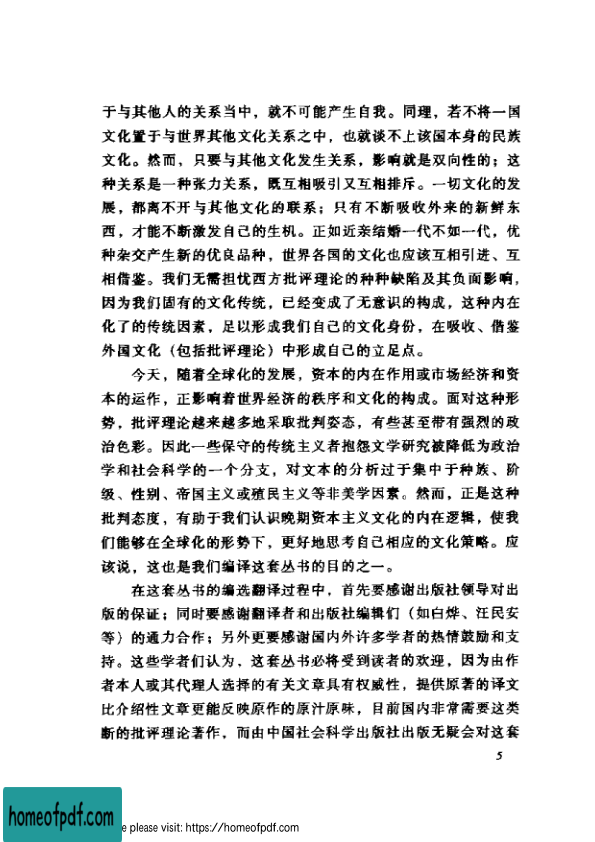 于与其他人的关系当中，就不可能产生自我。同理，若不将一国
文化置于与世界其他文化关系之中，也就谈不上该国本身的民族
文化。然而，只要与其他文化发生关系，影响就是双向性的；这
种关系是一种张力关系，既互相吸引又互相排斥。一切文化的发
展，都离不开与其他文化的联系；只有不断吸收外来的新鲜东
西，才能不断激发自己的生机。正如近亲结婚一代不如一代，优
种杂交产生新的优良品种，世界各国的文化也应该互相引进、互
相借鉴。我们无需担忧西方批评理论的种种缺陷及其负面影响，
因为我们固有的文化传统，已经变成了无意识的构成，这种内在
化了的传统因素，足以形成我们自己的文化身份，在吸收、借鉴
外国文化（包括批评理论）中形成自己的立足点。
今天，随着全球化的发展，资本的内在作用或市场经济和资
本的运作，正影响着世界经济的秩序和文化的构成。面对这种形
势，批评理论越来越多地采取批判姿态，有些甚至带有强烈的政
治色彩。因此一些保守的传统主义者抱怨文学研究被降低为政治
学和社会科学的一个分支，对文本的分析过于集中于种族、阶
级、性别、帝国主义或殖民主义等非美学因素。然而，正是这种
批判态度，有助于我们认识晚期资本主义文化的内在逻辑，使我
们能够在全球化的形势下，更好地思考自己相应的文化策略。应
该说，这也是我们编译这套丛书的目的之一。
在这套丛书的编选翻译过程中，首先要感谢出版社领导对出
版的保证；同时要感谢翻译者和出版社编辑们（如白烨、汪民安
等）的通力合作；另外更要感谢国内外许多学者的热情鼓励和支
持。这些学者们认为，这套丛书必将受到读者的欢迎，因为由作
者本人或其代理人选择的有关文章具有权威性，提供原著的译文
比介绍性文章更能反映原作的原汁原味，目前国内非常需要这类
断的批评理论著作，而由中国社会科学出版社出版无疑会对这套
5
homeofpdf.com
e please visit: https://homeofpdf.com